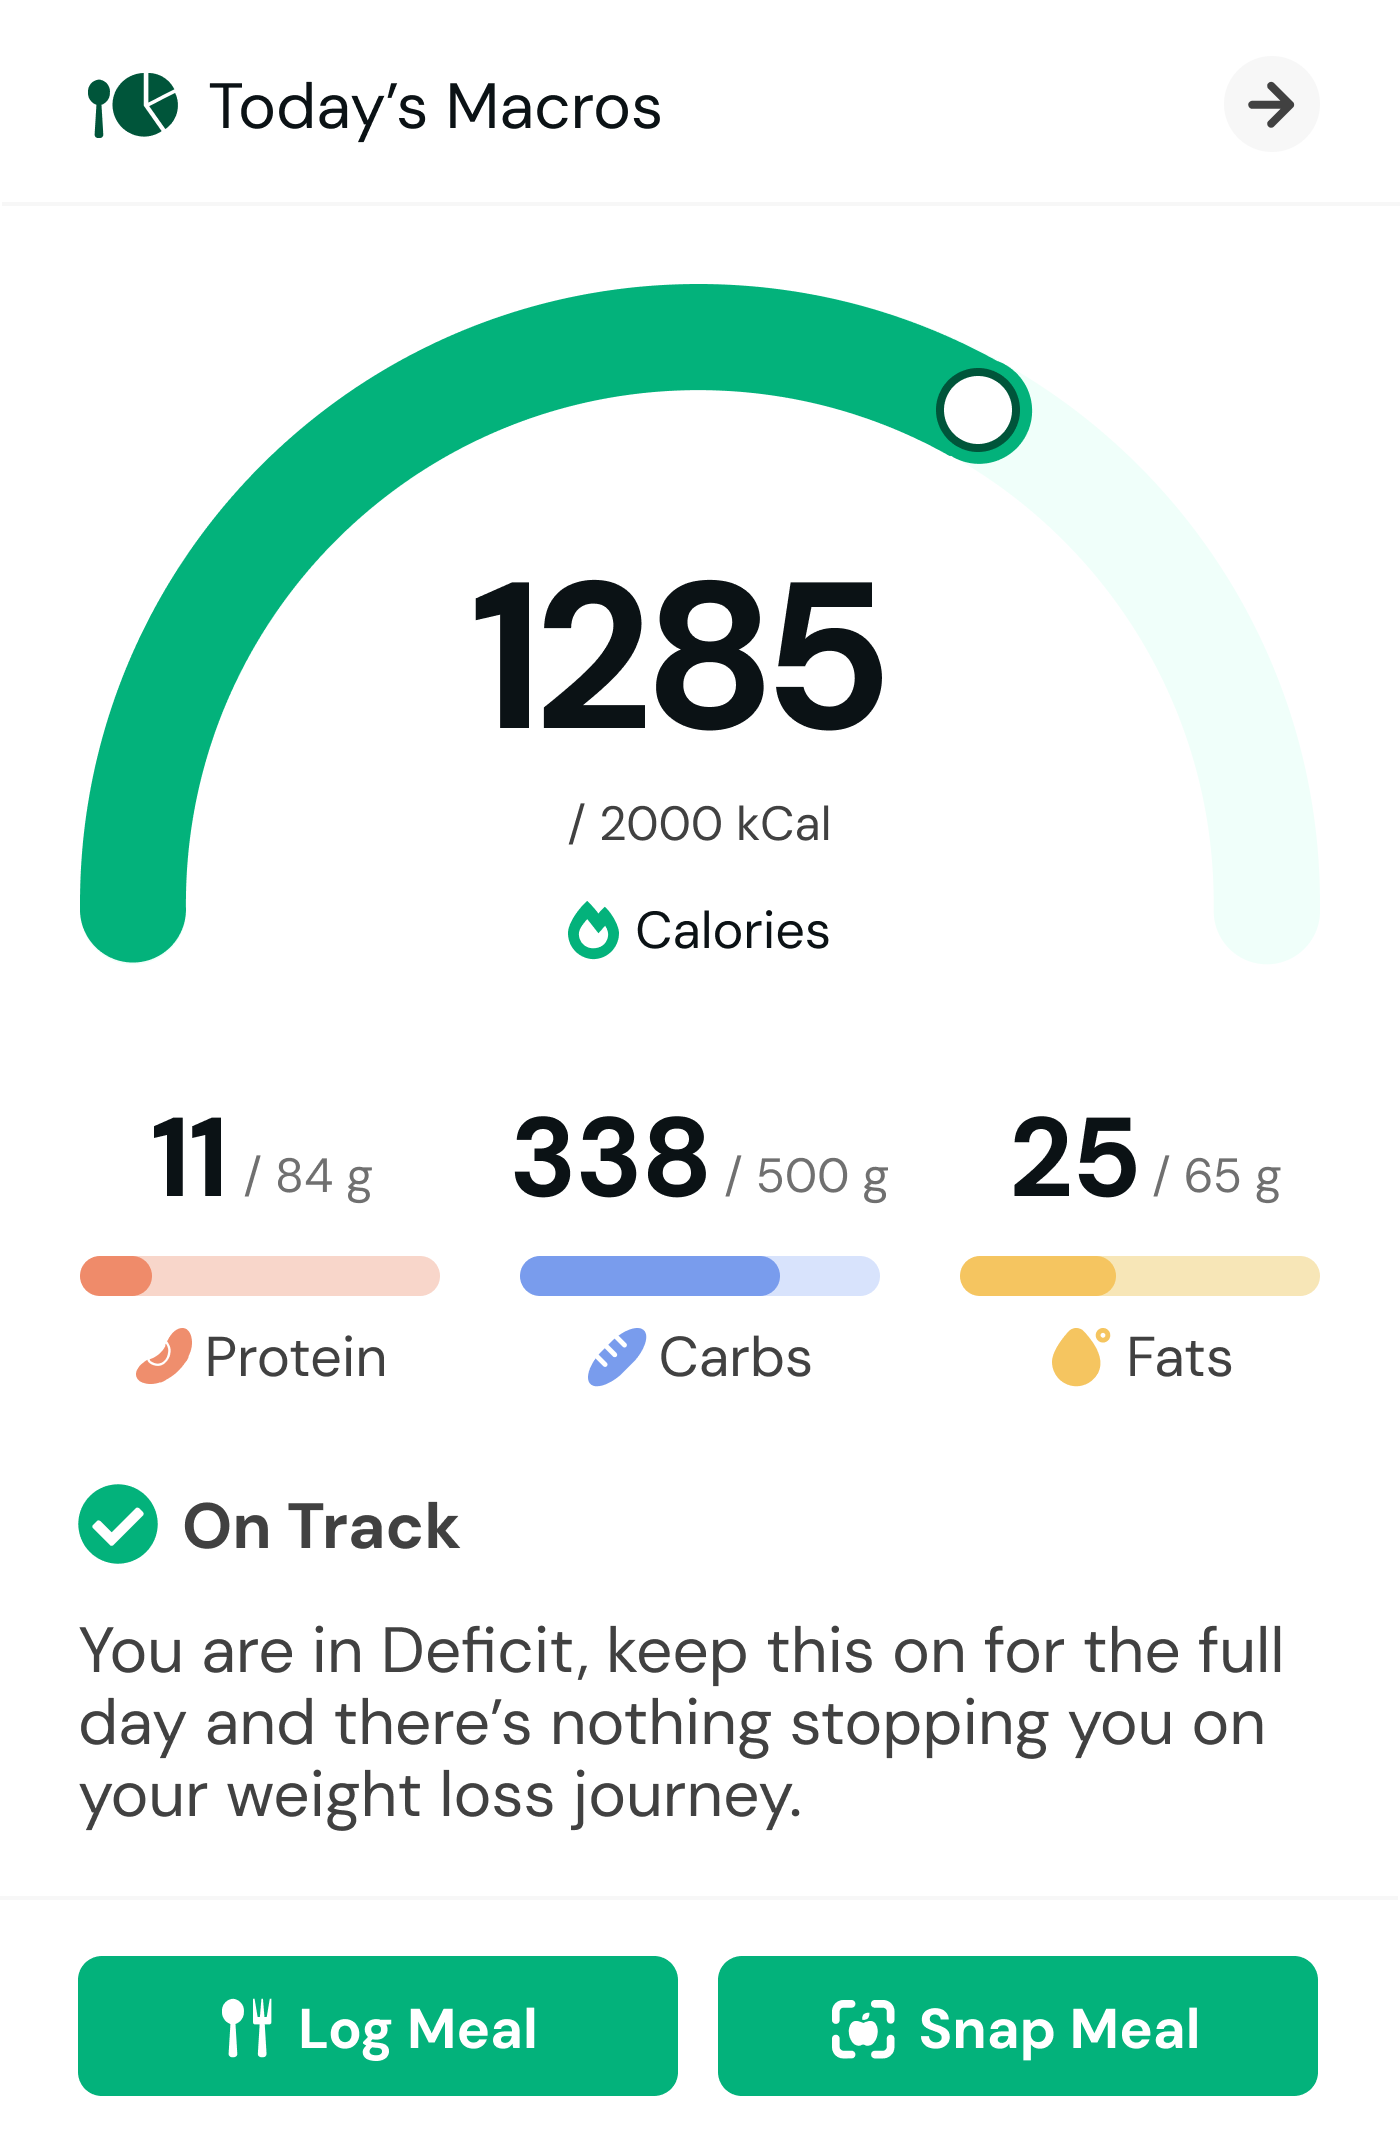 Today’s Macros
1285
/ 2000 kCal
Calories
11 / 84 g
338 / 500 g
25 / 65 g
Protein
Carbs
Fats
On Track
You are in Deficit, keep this on for the full
day and there’s nothing stopping you on
your weight loss journey.
Log Meal
Snap Meal